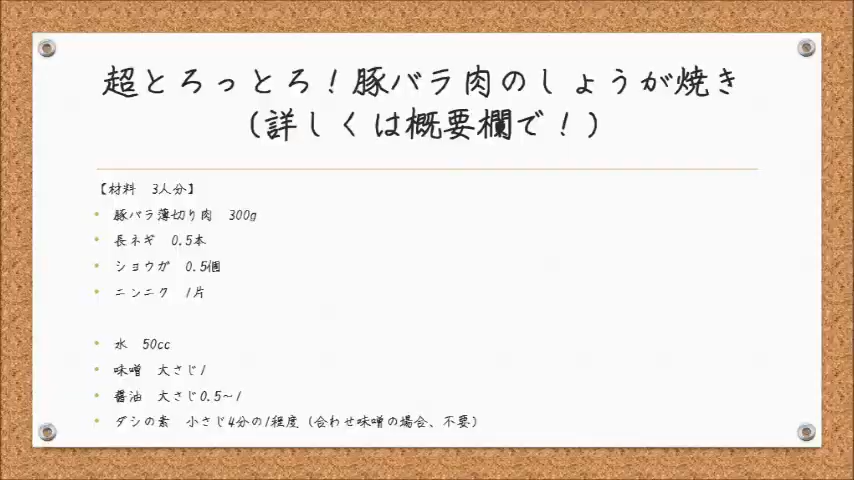 超とろっとろ！豚バラ肉のしょうが焼き
（詳しくは概要欄で！）
【材料　3人分】
• 豚バラ薄切り肉　300g
• 長ネギ　0.5本
• ショウガ　0.5個
• ニンニク　1片
• 水　50cc
• 味噌　大さじ1
• 醤油　大さじ0.5～1
• ダシの素　小さじ4分の1程度（合わせ味噌の場合、不要）